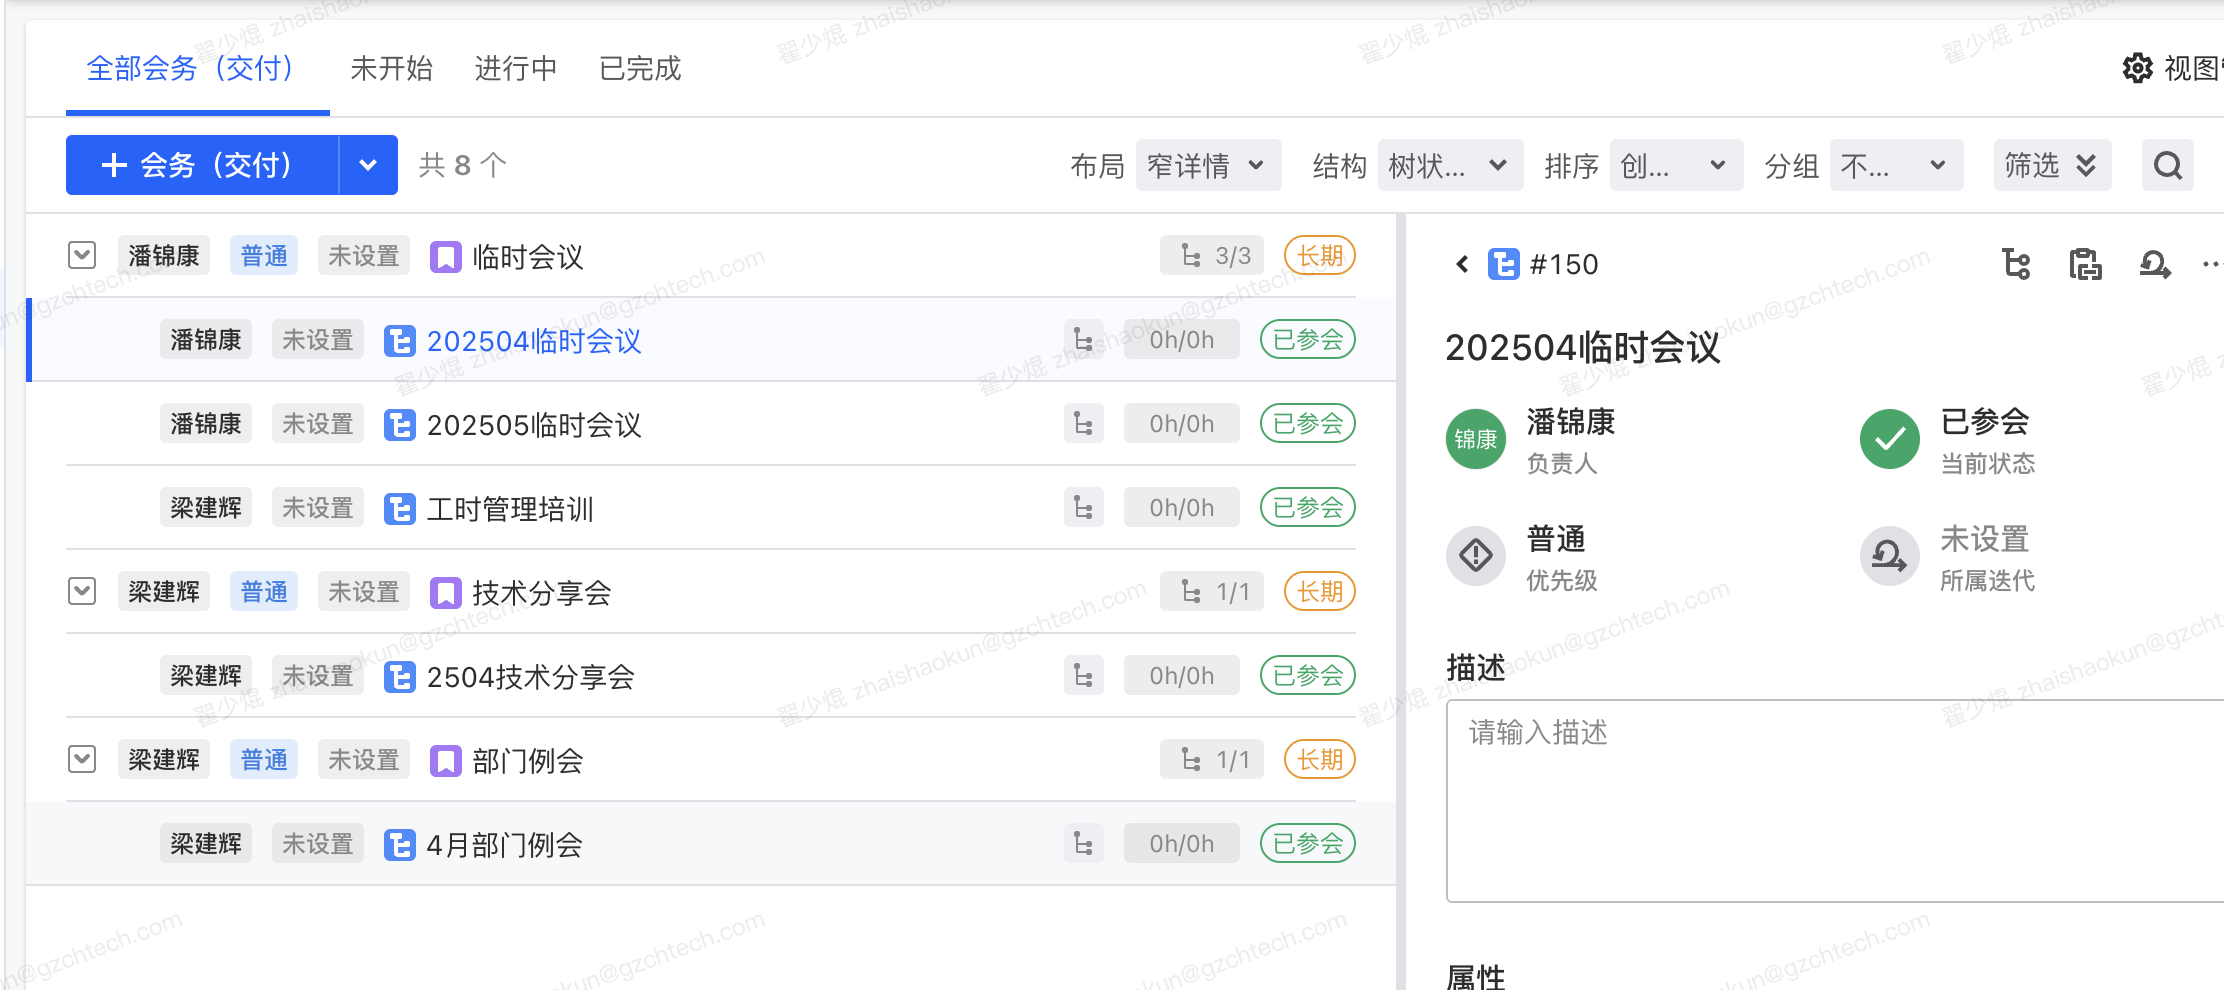 全部会务（交付） 未开始 进行中 已完成
会务（交付） 共 8 个 布局 窄详情 结构 树状... 排序 创... 分组 不... 筛选
潘锦康 普通 未设置 临时会议 3/3 长期
潘锦康 未设置 202504临时会议 0h/0h 已参会
潘锦康 未设置 202505临时会议 0h/0h 已参会
梁建辉 未设置 工时管理培训 0h/0h 已参会
梁建辉 普通 未设置 技术分享会 1/1 长期
梁建辉 未设置 2504技术分享会 0h/0h 已参会
梁建辉 普通 未设置 部门例会 1/1 长期
梁建辉 未设置 4月部门例会 0h/0h 已参会
视图
#150
202504临时会议
锦康 潘锦康 已参会
负责人 当前状态
普通 未设置
优先级 所属迭代
描述
请输入描述
属性
翟少焜 zhaishaokun@gzchtech.com